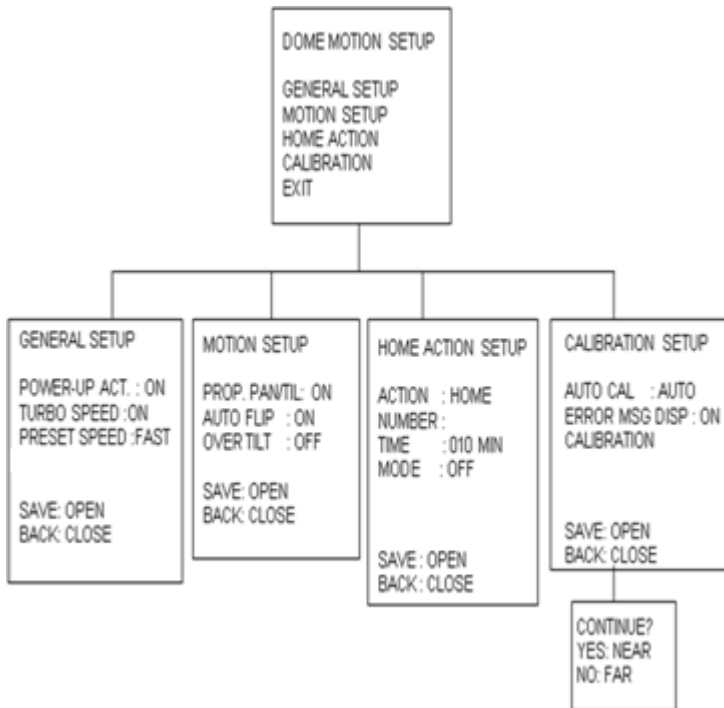 DOME MOTION SETUP
GENERAL SETUP
MOTION SETUP
HOME ACTION
CALIBRATION
EXIT
GENERAL SETUP
POWER-UP ACT. : ON
TURBO SPEED :ON
PRESET SPEED :FAST
SAVE: OPEN
BACK: CLOSE
MOTION SETUP
PROP. PAN/TIL: ON
AUTO FLIP : ON
OVER TILT : OFF
SAVE: OPEN
BACK: CLOSE
HOME ACTION SETUP
ACTION : HOME
NUMBER :
TIME : 010 MIN
MODE : OFF
SAVE : OPEN
BACK : CLOSE
CALIBRATION SETUP
AUTO CAL : AUTO
ERROR MSG DISP : ON
CALIBRATION
SAVE: OPEN
BACK: CLOSE
CONTINUE?
YES: NEAR
NO: FAR